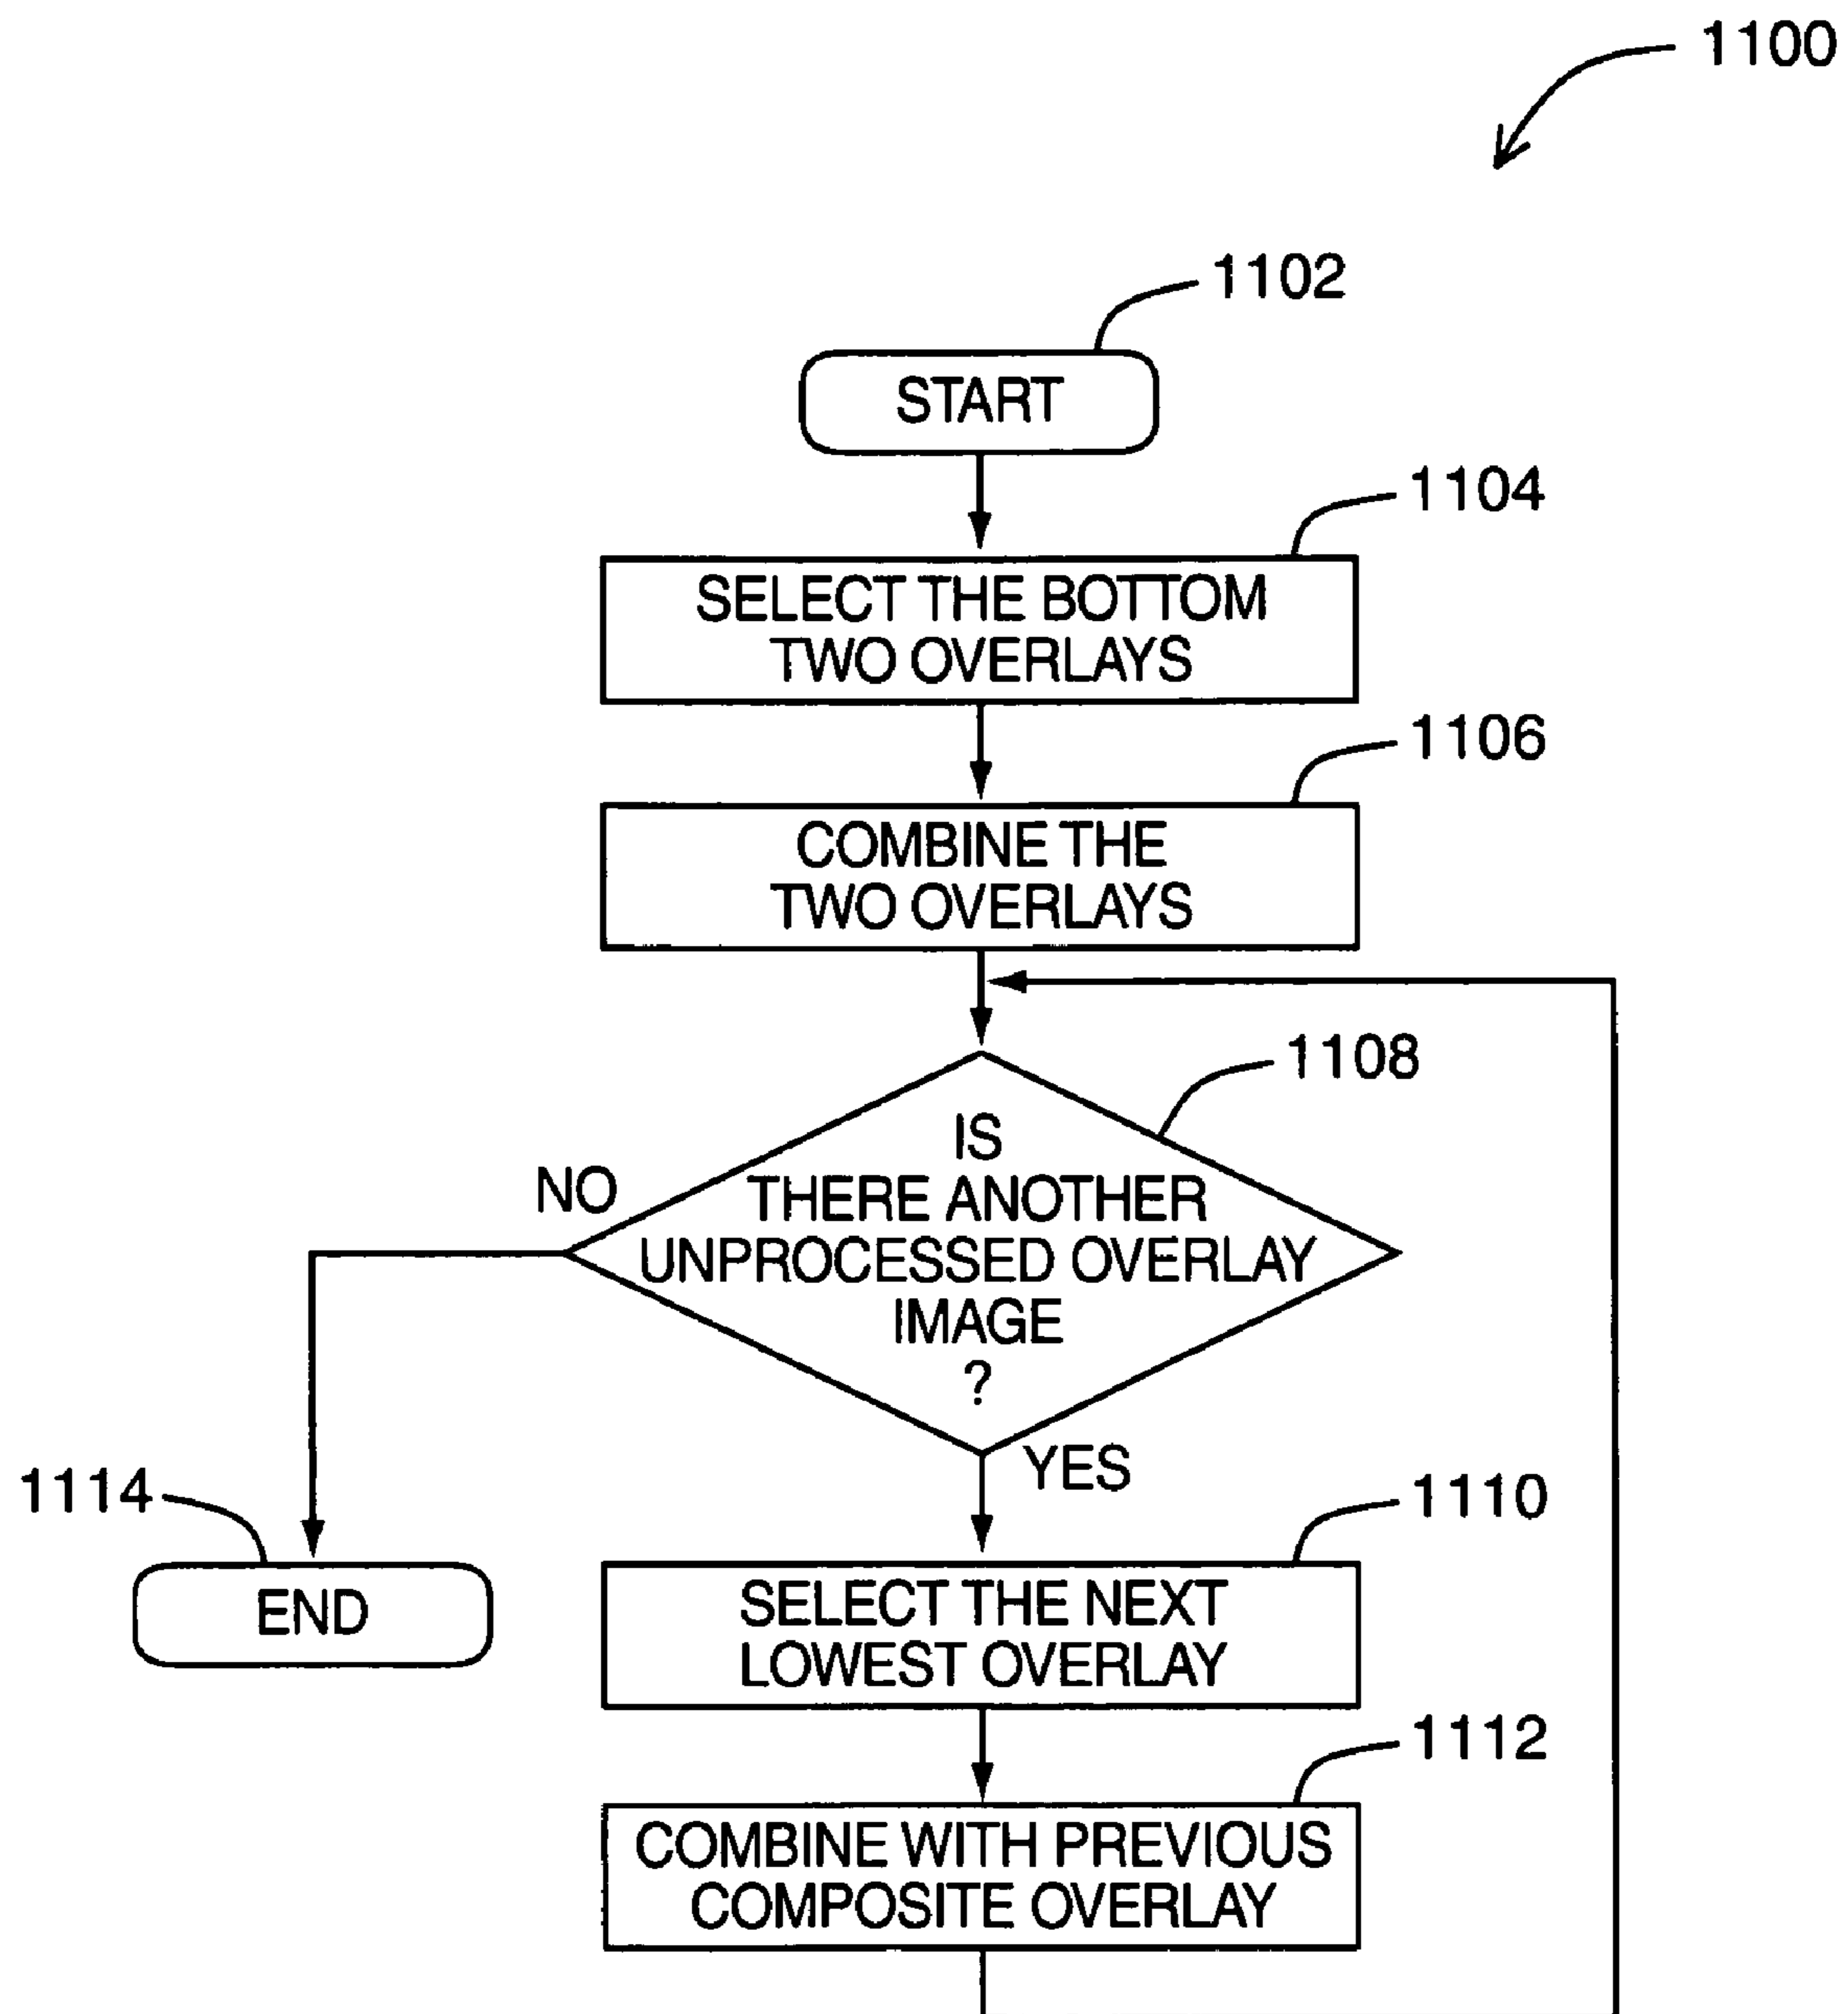 1100
1102
START
1104
SELECT THE BOTTOM
TWO OVERLAYS
1106
COMBINE THE
TWO OVERLAYS
1108
IS
THERE ANOTHER
UNPROCESSED OVERLAY
IMAGE
?
NO
YES
1114
END
1110
SELECT THE NEXT
LOWEST OVERLAY
1112
COMBINE WITH PREVIOUS
COMPOSITE OVERLAY